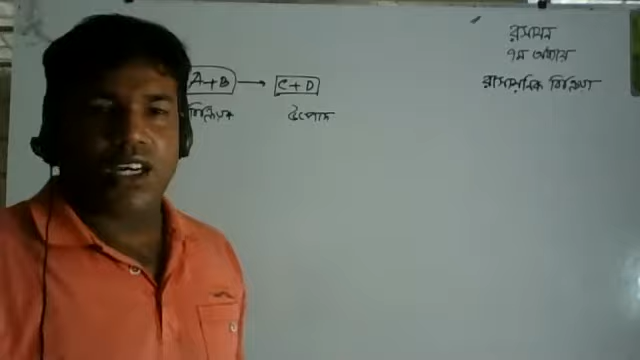 রসায়ন
৭ম অধ্যায়
রাসায়নিক বিক্রিয়া
A+B → C+D
বিক্রিয়ক উৎপাদ